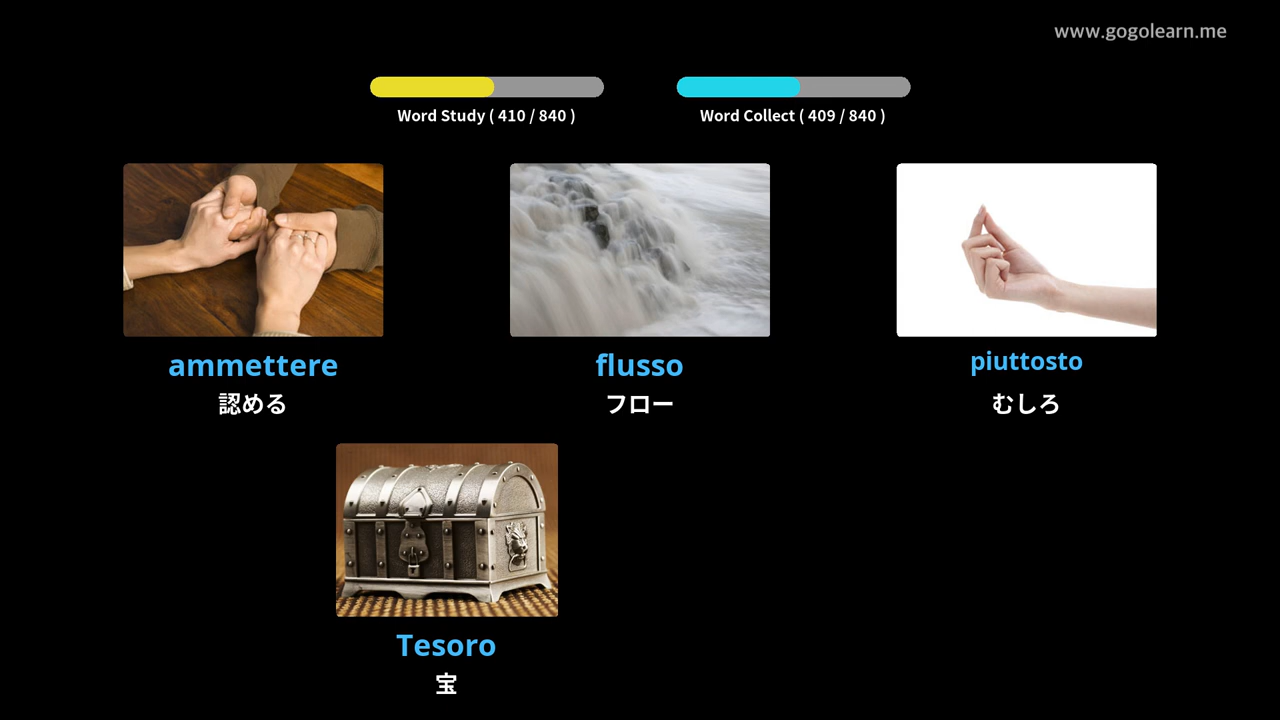 www.gogolearn.me
Word Study ( 410 / 840 )
Word Collect ( 409 / 840 )
ammettere
認める
flusso
フロー
piuttosto
むしろ
Tesoro
宝